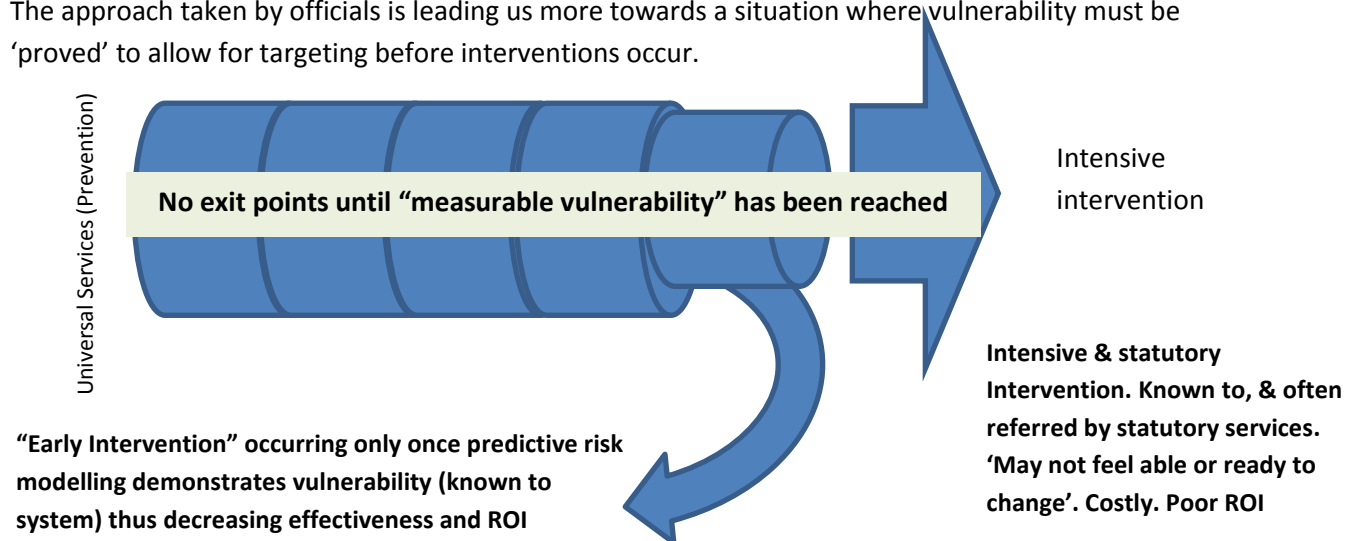 The approach taken by officials is leading us more towards a situation where vulnerability must be
‘proved’ to allow for targeting before interventions occur.
Universal Services (Prevention)
No exit points until “measurable vulnerability” has been reached
Intensive
intervention
“Early Intervention” occurring only once predictive risk
modelling demonstrates vulnerability (known to
system) thus decreasing effectiveness and ROI
Intensive & statutory
Intervention. Known to, & often
referred by statutory services.
‘May not feel able or ready to
change’. Costly. Poor ROI